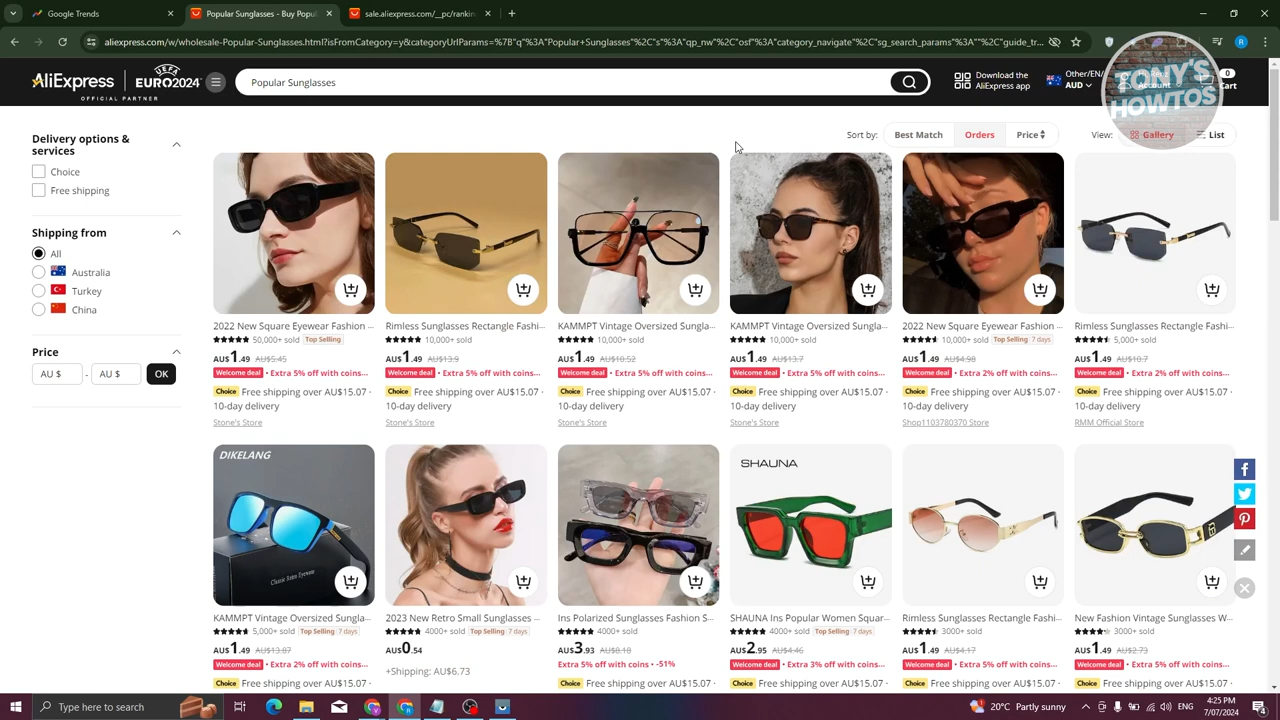 Google Trends
Popular Sunglasses - Buy Popul
sale.aliexpress.com/__pc/rankin
aliexpress.com/w/wholesale-Popular-Sunglasses.html?isFromCategory=y&categoryUrlParams=%7B"q"%3A"Popular+Sunglasses"%2C"s"%3A"qp_nw"%2C"osf"%3A"category_navigate"%2C"sg_search_params"%3A""%2C"guide_tr...
AliExpress
OFFICIAL PARTNER
UEFA
EURO2024
Popular Sunglasses
Download the
AliExpress app
Other/EN/
AUD
Account
0
Cart
TONY'S
HOWTOS
Delivery options &
services
Choice
Free shipping
Shipping from
All
Australia
Turkey
China
Price
AU $ - AU $ OK
Sort by: Best Match Orders Price
View: Gallery List
2022 New Square Eyewear Fashion ...
50,000+ sold Top Selling
AU$1.49 AU$5.45
Welcome deal · Extra 5% off with coins...
Choice Free shipping over AU$15.07 ·
10-day delivery
Stone's Store
Rimless Sunglasses Rectangle Fashi...
10,000+ sold
AU$1.49 AU$13.9
Welcome deal · Extra 5% off with coins...
Choice Free shipping over AU$15.07 ·
10-day delivery
Stone's Store
KAMMPT Vintage Oversized Sungla...
10,000+ sold
AU$1.49 AU$10.52
Welcome deal · Extra 5% off with coins...
Choice Free shipping over AU$15.07 ·
10-day delivery
Stone's Store
KAMMPT Vintage Oversized Sungla...
10,000+ sold
AU$1.49 AU$13.7
Welcome deal · Extra 5% off with coins...
Choice Free shipping over AU$15.07 ·
10-day delivery
Stone's Store
2022 New Square Eyewear Fashion ...
10,000+ sold Top Selling 7 days
AU$1.49 AU$4.98
Welcome deal · Extra 2% off with coins...
Choice Free shipping over AU$15.07 ·
10-day delivery
Shop1103780370 Store
Rimless Sunglasses Rectangle Fashi...
5,000+ sold
AU$1.49 AU$10.7
Welcome deal · Extra 2% off with coins...
Choice Free shipping over AU$15.07 ·
10-day delivery
RMM Official Store
DIKELANG
Classic Retro Eyewear
KAMMPT Vintage Oversized Sungla...
5,000+ sold Top Selling 7 days
AU$1.49 AU$13.87
Welcome deal · Extra 2% off with coins...
Choice Free shipping over AU$15.07 ·
2023 New Retro Small Sunglasses ...
4000+ sold Top Selling 7 days
AU$0.54
+Shipping: AU$6.73
Ins Polarized Sunglasses Fashion S...
4000+ sold
AU$3.93 AU$8.18
Extra 5% off with coins · -51%
Choice Free shipping over AU$15.07 ·
SHAUNA
SHAUNA Ins Popular Women Squar...
4000+ sold Top Selling 7 days
AU$2.95 AU$4.46
Welcome deal · Extra 3% off with coins...
Choice Free shipping over AU$15.07 ·
Rimless Sunglasses Rectangle Fashi...
3000+ sold
AU$1.49 AU$4.17
Welcome deal · Extra 5% off with coins...
Choice Free shipping over AU$15.07 ·
New Fashion Vintage Sunglasses W...
3000+ sold
AU$1.49 AU$2.73
Welcome deal · Extra 5% off with coins...
Choice Free shipping over AU$15.07 ·
Type here to search
20°C Partly sunny
4:25 PM
7/07/2024